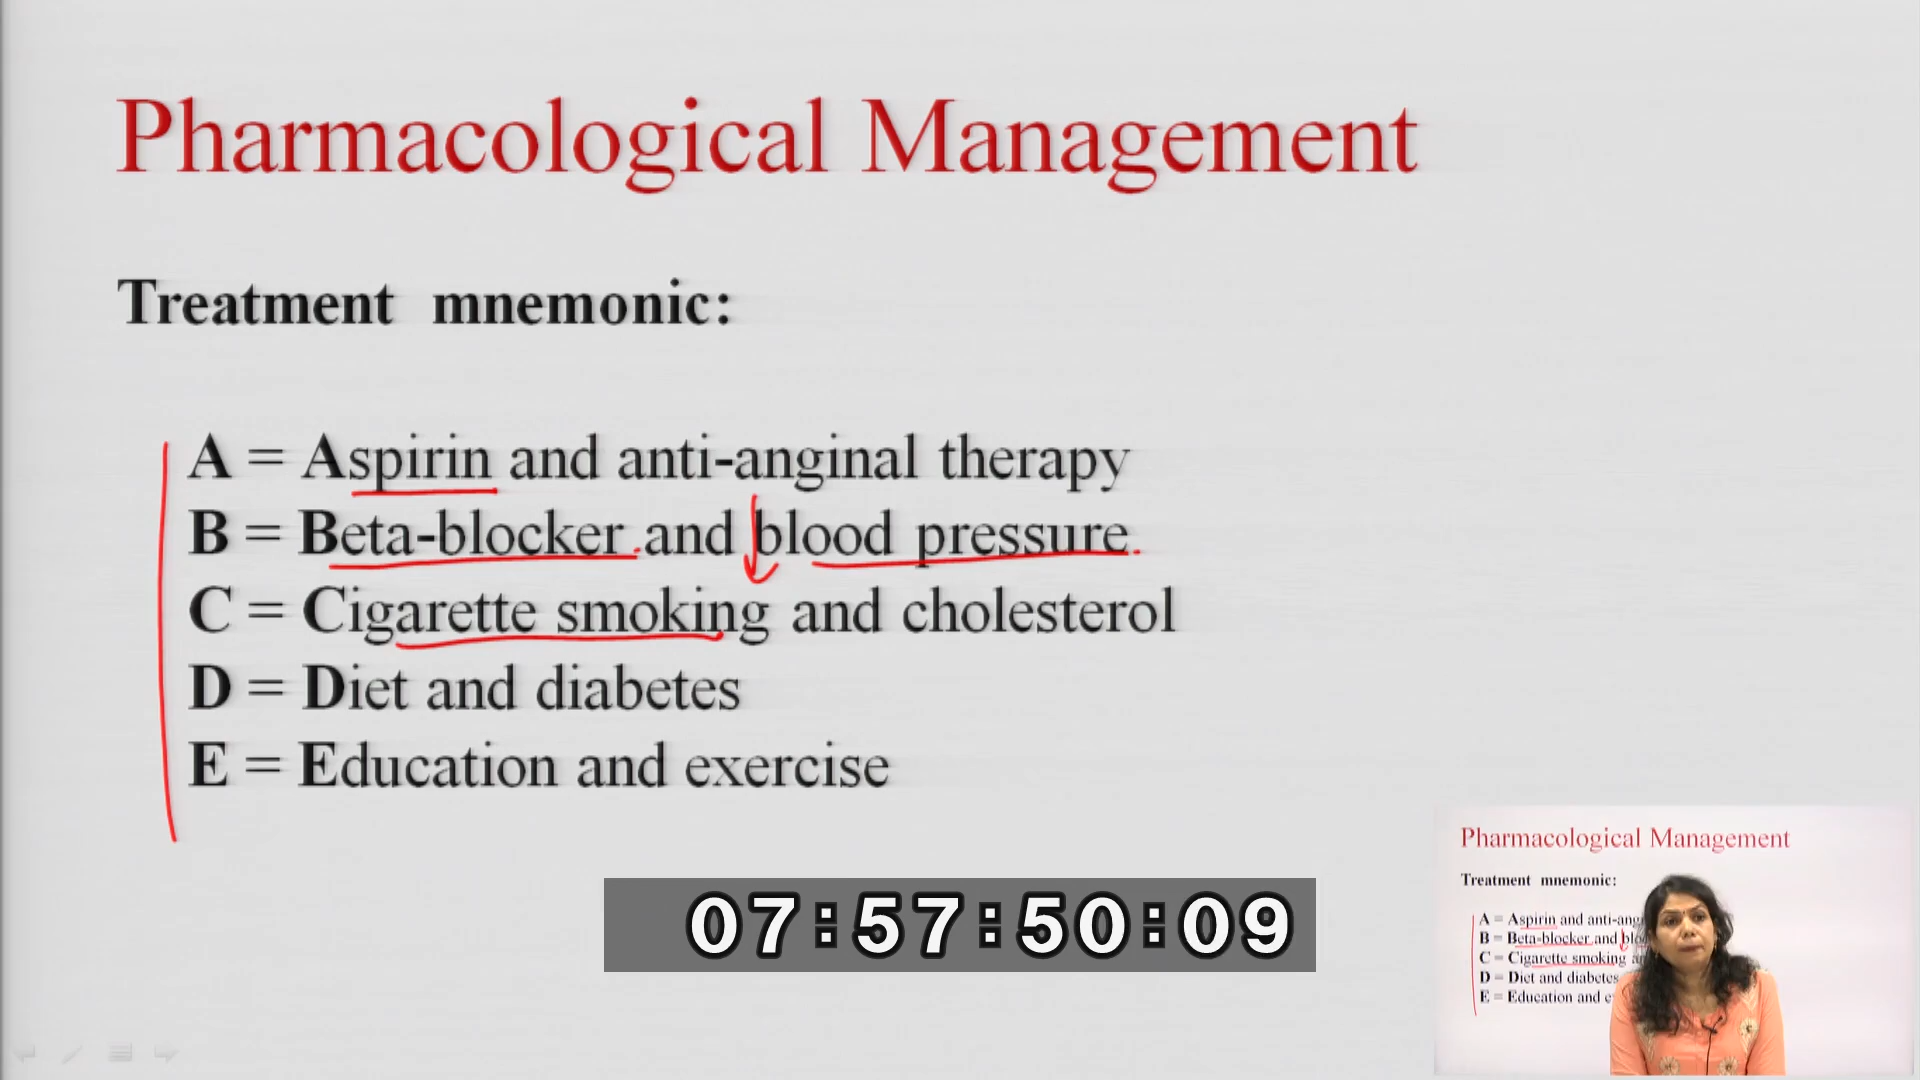 Pharmacological Management
Treatment mnemonic:
A = Aspirin and anti-anginal therapy
B = Beta-blocker and blood pressure
C = Cigarette smoking and cholesterol
D = Diet and diabetes
E = Education and exercise
07:57:50:09
Pharmacological Management
Treatment mnemonic:
A = Aspirin and anti-ang
B = Beta-blocker and blo
C = Cigarette smoking a
D = Diet and diabetes
E = Education and e